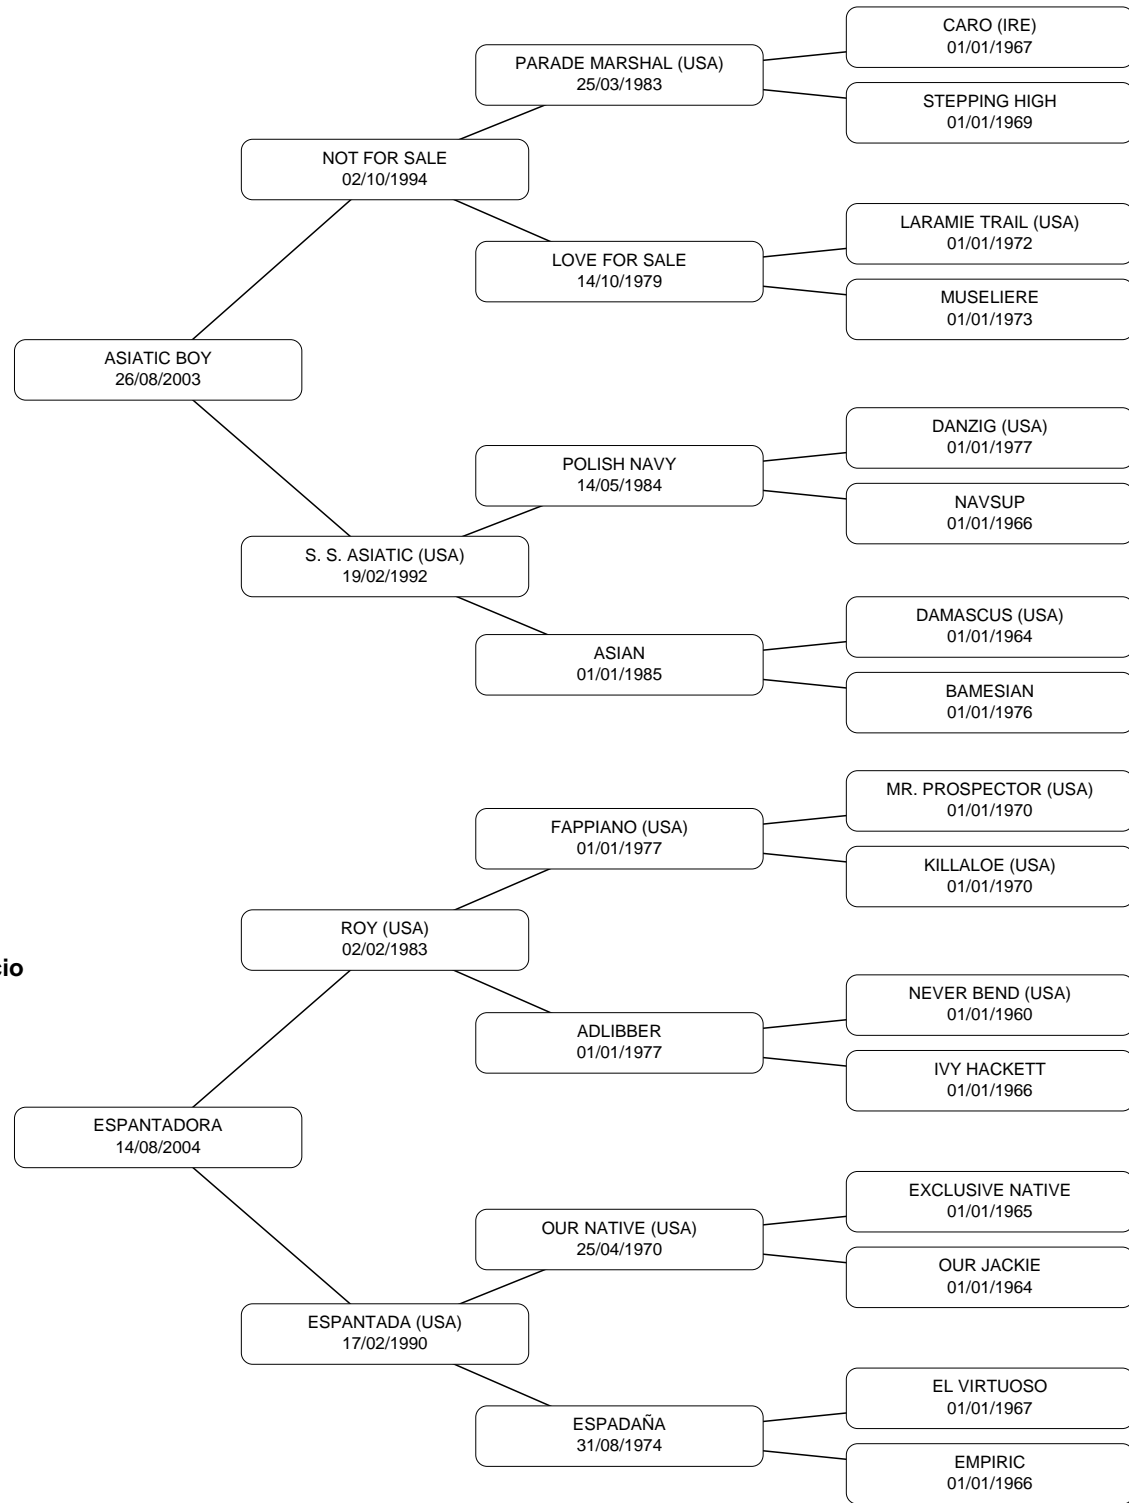 CARO (IRE)
01/01/1967
PARADE MARSHAL (USA)
25/03/1983
STEPPING HIGH
01/01/1969
NOT FOR SALE
02/10/1994
LARAMIE TRAIL (USA)
01/01/1972
LOVE FOR SALE
14/10/1979
MUSELIERE
01/01/1973
ASIATIC BOY
26/08/2003
DANZIG (USA)
01/01/1977
POLISH NAVY
14/05/1984
NAVSUP
01/01/1966
S. S. ASIATIC (USA)
19/02/1992
DAMASCUS (USA)
01/01/1964
ASIAN
01/01/1985
BAMESIAN
01/01/1976
MR. PROSPECTOR (USA)
01/01/1970
FAPPIANO (USA)
01/01/1977
KILLALOE (USA)
01/01/1970
ROY (USA)
02/02/1983
cio
NEVER BEND (USA)
01/01/1960
ADLIBBER
01/01/1977
IVY HACKETT
01/01/1966
ESPANTADORA
14/08/2004
EXCLUSIVE NATIVE
01/01/1965
OUR NATIVE (USA)
25/04/1970
OUR JACKIE
01/01/1964
ESPANTADA (USA)
17/02/1990
EL VIRTUOSO
01/01/1967
ESPADAÑA
31/08/1974
EMPIRIC
01/01/1966